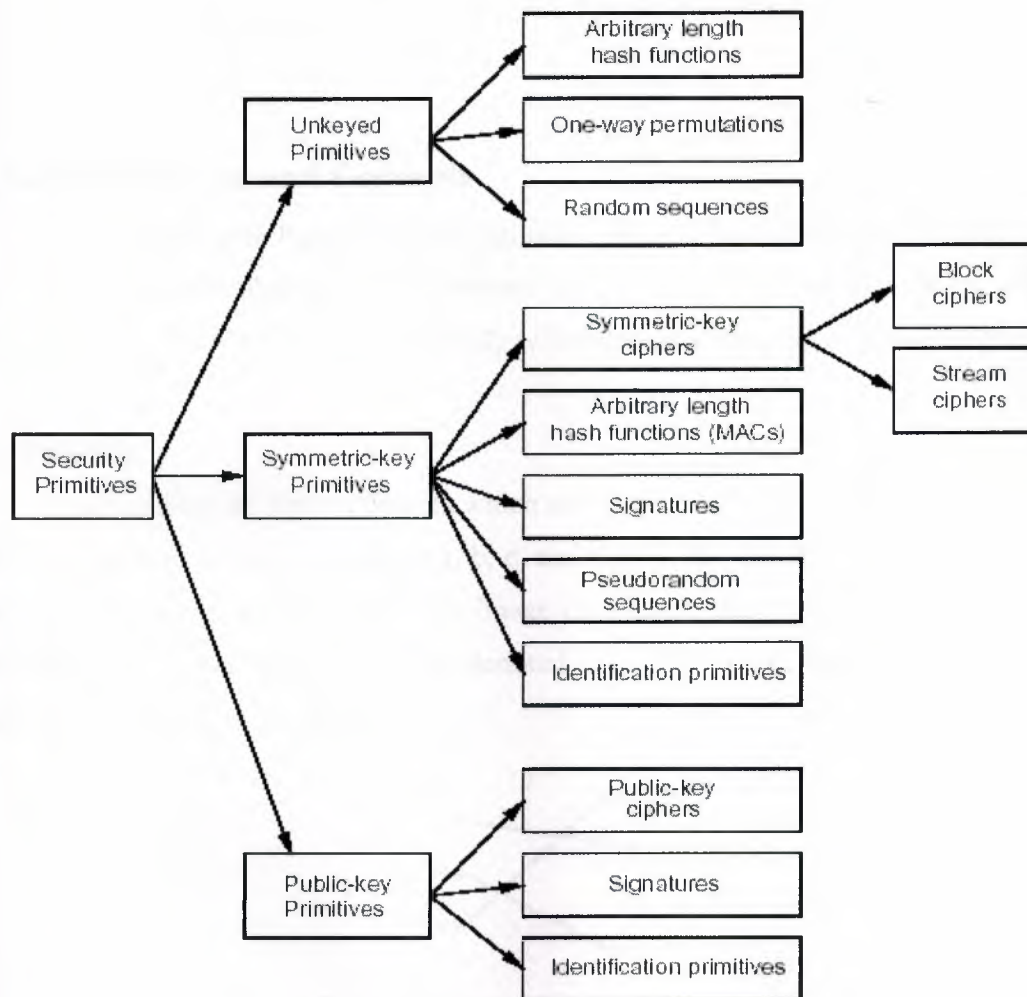 Arbitrary length
hash functions
Unkeyed
Primitives
One-way permutations
Random sequences
Block
ciphers
Symmetric-key
ciphers
Stream
ciphers
Arbitrary length
hash functions (MACs)
Security
Primitives
Symmetric-key
Primitives
Signatures
Pseudorandom
sequences
Identification primitives
Public-key
ciphers
Public-key
Primitives
Signatures
Identification primitives